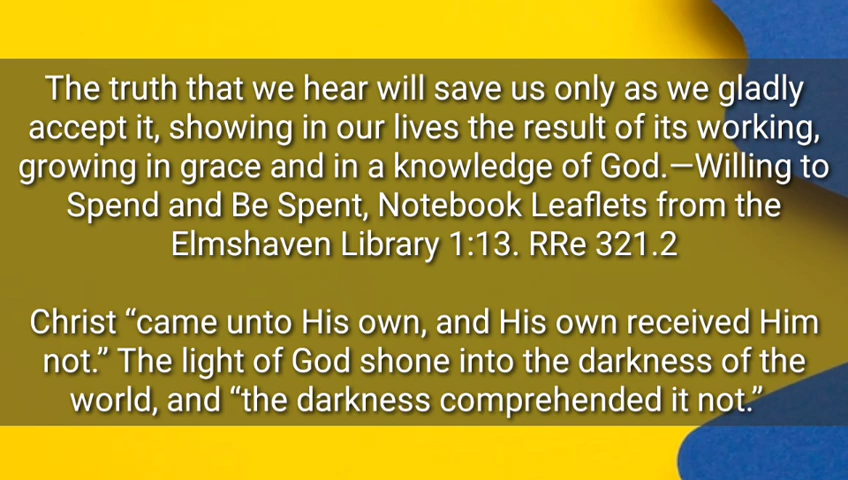 The truth that we hear will save us only as we gladly
accept it, showing in our lives the result of its working,
growing in grace and in a knowledge of God.—Willing to
Spend and Be Spent, Notebook Leaflets from the
Elmshaven Library 1:13. RRe 321.2
Christ “came unto His own, and His own received Him
not.” The light of God shone into the darkness of the
world, and “the darkness comprehended it not.”